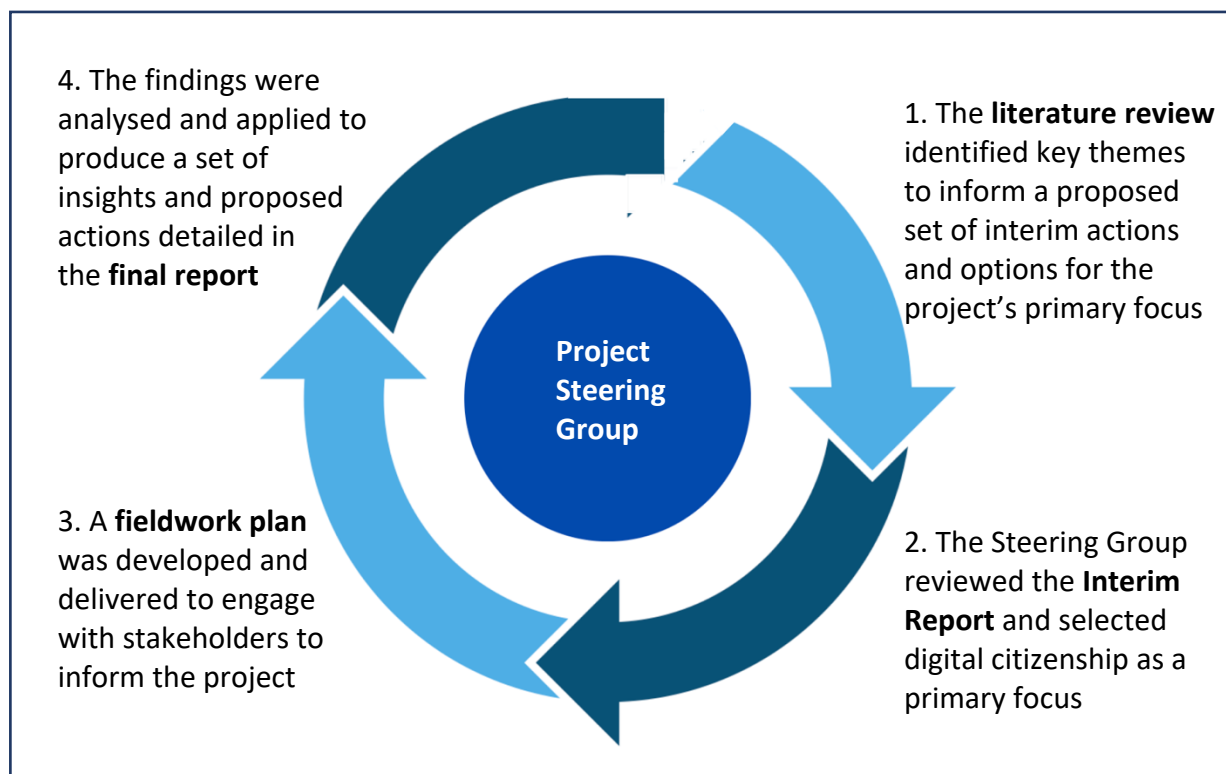 1. The literature review
identified key themes
to inform a proposed
set of interim actions
and options for the
project’s primary focus
2. The Steering Group
reviewed the Interim
Report and selected
digital citizenship as a
primary focus
3. A fieldwork plan
was developed and
delivered to engage
with stakeholders to
inform the project
4. The findings were
analysed and applied to
produce a set of
insights and proposed
actions detailed in
the final report
Project
Steering
Group